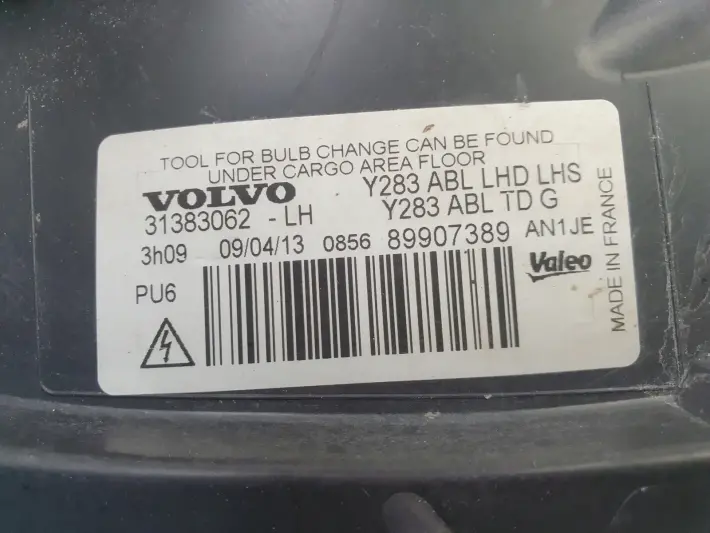 TOOL FOR BULB CHANGE CAN BE FOUND
UNDER CARGO AREA FLOOR
VOLVO Y283 ABL LHD LHS
31383062 - LH Y283 ABL TD G
3h09 09/04/13 0856 89907389 AN1JE
PU6
Valeo
MADE IN FRANCE